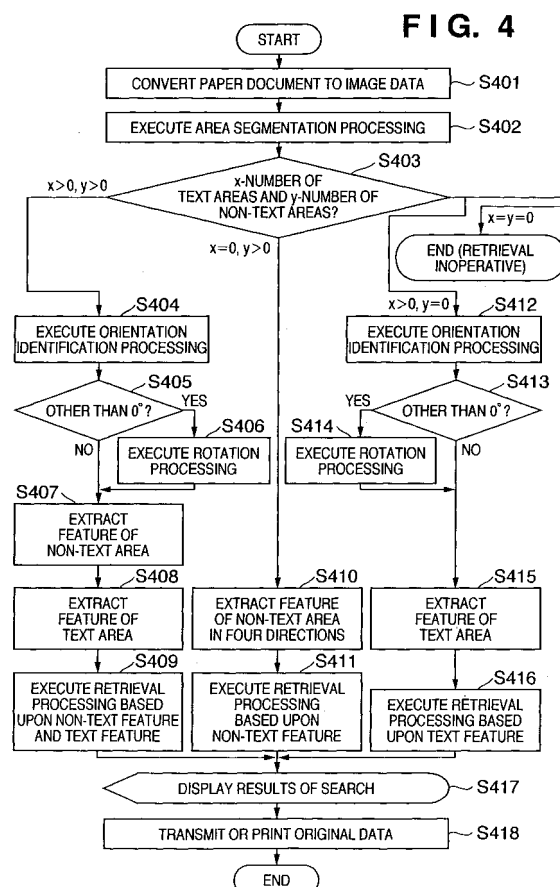 FIG. 4
START
CONVERT PAPER DOCUMENT TO IMAGE DATA
S401
EXECUTE AREA SEGMENTATION PROCESSING
S402
S403
x-NUMBER OF
TEXT AREAS AND y-NUMBER OF
NON-TEXT AREAS?
x>0, y>0
x=0, y>0
x=y=0
END (RETRIEVAL
INOPERATIVE)
x>0, y=0
S404
EXECUTE ORIENTATION
IDENTIFICATION PROCESSING
S412
EXECUTE ORIENTATION
IDENTIFICATION PROCESSING
S405
OTHER THAN 0°?
YES
NO
S406
EXECUTE ROTATION
PROCESSING
S413
OTHER THAN 0°?
YES
NO
S414
EXECUTE ROTATION
PROCESSING
S407
EXTRACT
FEATURE OF
NON-TEXT AREA
S408
EXTRACT
FEATURE OF
TEXT AREA
S410
EXTRACT FEATURE
OF NON-TEXT AREA
IN FOUR DIRECTIONS
S415
EXTRACT
FEATURE OF
TEXT AREA
S409
EXECUTE RETRIEVAL
PROCESSING BASED
UPON NON-TEXT FEATURE
AND TEXT FEATURE
S411
EXECUTE RETRIEVAL
PROCESSING
BASED UPON
NON-TEXT FEATURE
S416
EXECUTE RETRIEVAL
PROCESSING BASED
UPON TEXT FEATURE
DISPLAY RESULTS OF SEARCH
S417
TRANSMIT OR PRINT ORIGINAL DATA
S418
END